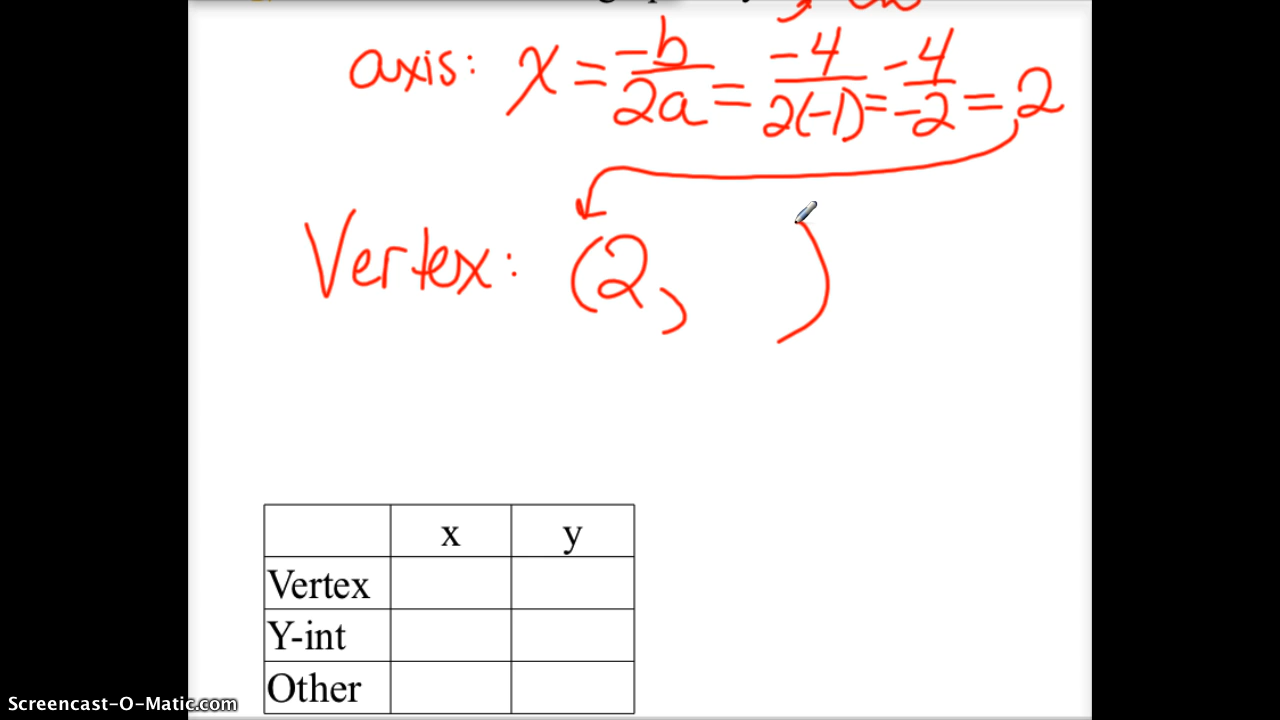 axis: x = -b/2a = -4/2(-1) = -4/-2 = 2
Vertex: (2, )
x y
Vertex
Y-int
Other
Screencast-O-Matic.com